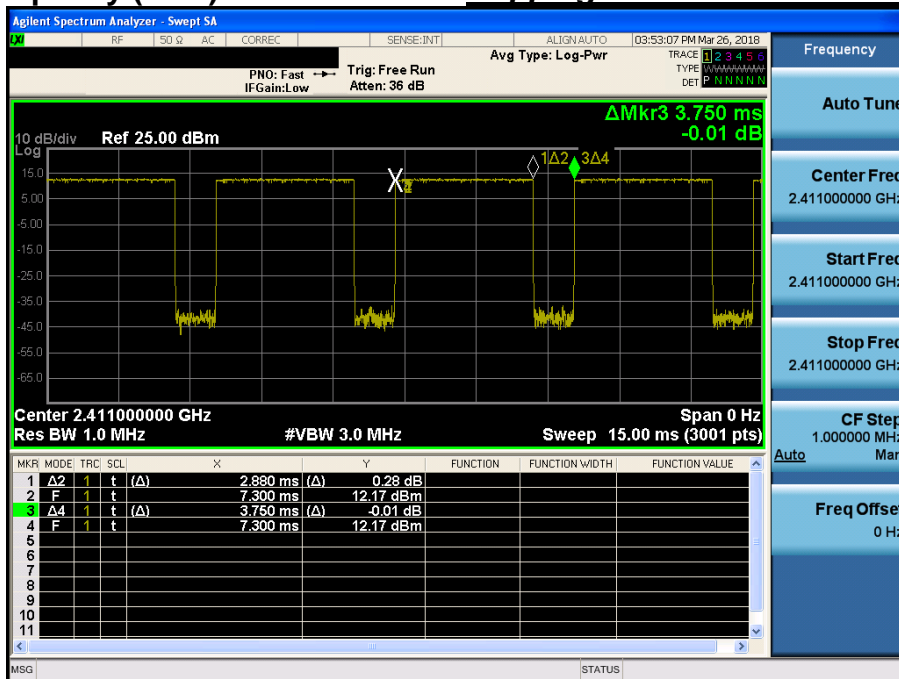 Agilent Spectrum Analyzer - Swept SA
LXI RF 50 Ω AC CORREC SENSE:INT ALIGNAUTO 03:53:07 PM Mar 26, 2018
Avg Type: Log-Pwr
TRACE 1 2 3 4 5 6
PNO: Fast Trig: Free Run
TYPE WWWWWW
IFGain:Low Atten: 36 dB
DET P N N N N N
ΔMkr3 3.750 ms
-0.01 dB
10 dB/div Ref 25.00 dBm
Log
1Δ2 3Δ4
15.0
X
5.00
-5.00
-15.0
-25.0
-35.0
-45.0
-55.0
-65.0
Center 2.411000000 GHz Span 0 Hz
Res BW 1.0 MHz #VBW 3.0 MHz Sweep 15.00 ms (3001 pts)
MKR MODE TRC SCL X Y FUNCTION FUNCTION WIDTH FUNCTION VALUE
1 Δ2 1 t (Δ) 2.880 ms (Δ) 0.28 dB
2 F 1 t 7.300 ms 12.17 dBm
3 Δ4 1 t (Δ) 3.750 ms (Δ) -0.01 dB
4 F 1 t 7.300 ms 12.17 dBm
5
6
7
8
9
10
11
MSG STATUS
Frequency
Auto Tune
Center Freq
2.411000000 GHz
Start Freq
2.411000000 GHz
Stop Freq
2.411000000 GHz
CF Step
1.000000 MHz
Auto Man
Freq Offset
0 Hz